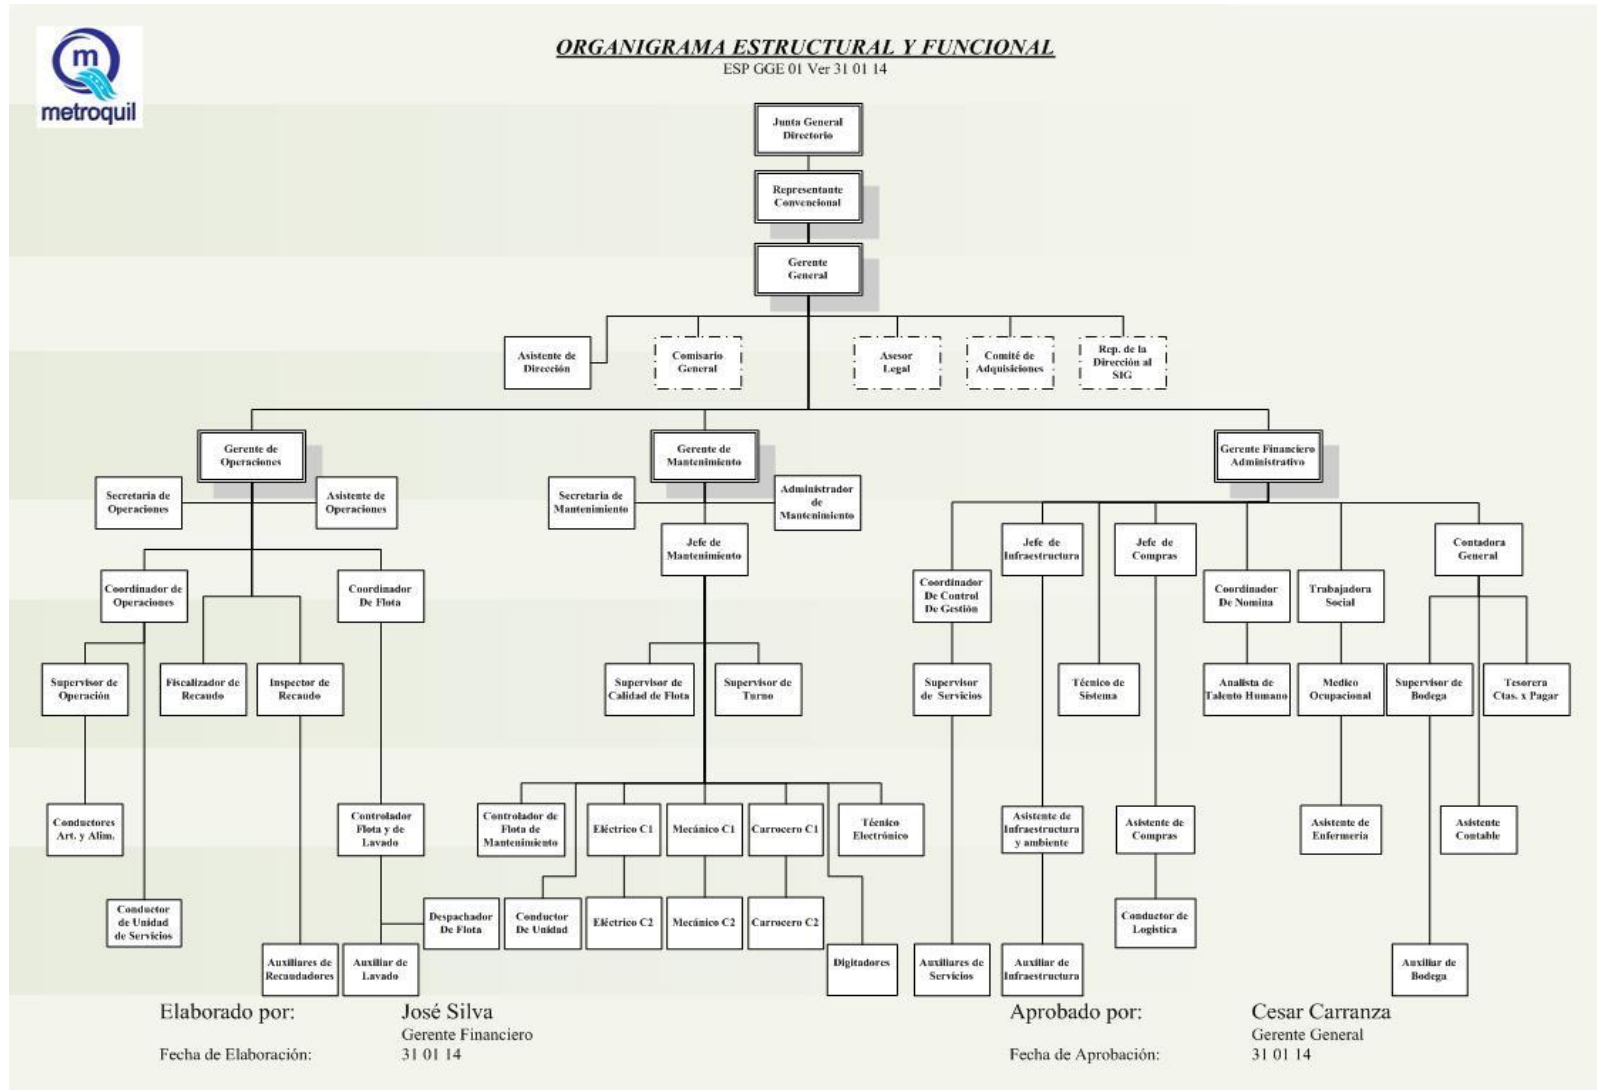 m
metroquil
ORGANIGRAMA ESTRUCTURAL Y FUNCIONAL
ESP GGE 01 Ver 31 01 14
Junta General
Directorio
Representante
Convencional
Gerente
General
Asistente de
Dirección
Comisario
General
Asesor
Legal
Comité de
Adquisiciones
Rep. de la
Dirección al
SIG
Gerente de
Operaciones
Gerente de
Mantenimiento
Gerente Financiero
Administrativo
Secretaria de
Operaciones
Asistente de
Operaciones
Secretaria de
Mantenimiento
Administrador
de
Mantenimiento
Jefe de
Mantenimiento
Jefe de
Infraestructura
Jefe de
Compras
Contadora
General
Coordinador de
Operaciones
Coordinador
De Flota
Coordinador
De Control
De Gestión
Coordinador
De Nomina
Trabajadora
Social
Supervisor de
Operación
Fiscalizador de
Recaudo
Inspector de
Recaudo
Supervisor de
Calidad de Flota
Supervisor de
Turno
Supervisor
de Servicios
Técnico de
Sistema
Analista de
Talento Humano
Medico
Ocupacional
Supervisor de
Bodega
Tesorera
Ctas. x Pagar
Conductores
Art. y Alim.
Controlador
Flota y de
Lavado
Controlador de
Flota de
Mantenimiento
Eléctrico C1
Mecánico C1
Carrocero C1
Técnico
Electrónico
Asistente de
Infraestructura
y ambiente
Asistente de
Compras
Asistente de
Enfermeria
Asistente
Contable
Conductor
de Unidad
de Servicios
Despachador
De Flota
Conductor
De Unidad
Eléctrico C2
Mecánico C2
Carrocero C2
Conductor de
Logística
Auxiliares de
Recaudadores
Auxiliar de
Lavado
Digitadores
Auxiliares de
Servicios
Auxiliar de
Infraestructura
Auxiliar de
Bodega
Elaborado por:
José Silva
Gerente Financiero
Fecha de Elaboración:
31 01 14
Aprobado por:
Cesar Carranza
Gerente General
Fecha de Aprobación:
31 01 14